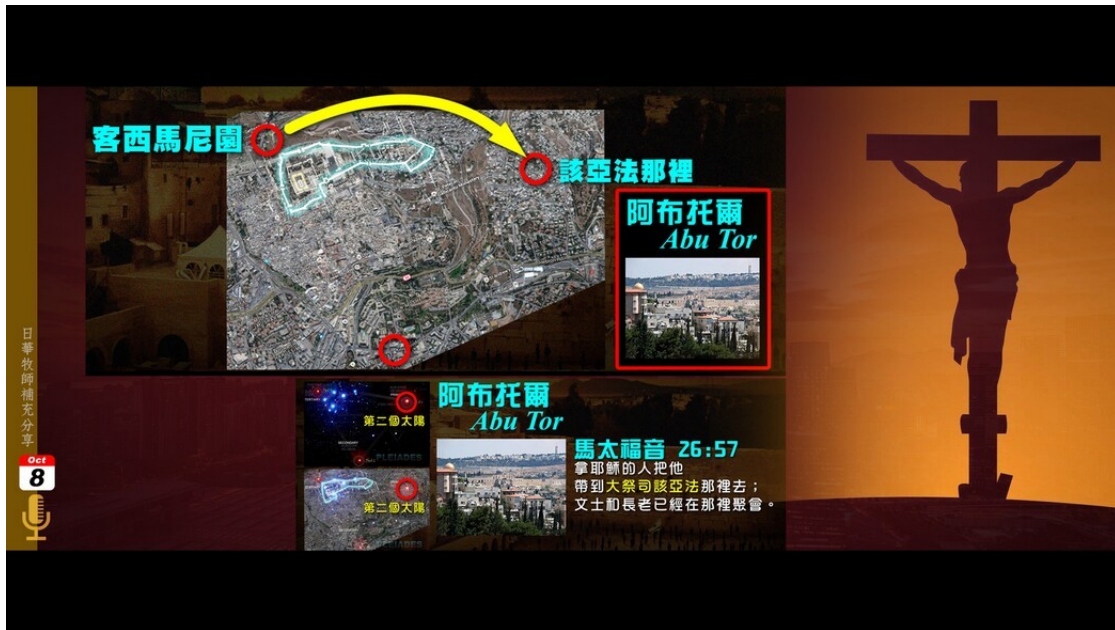 客西馬尼園
該亞法那裡
阿布托爾
Abu Tor
日華牧師補充分享
Oct
8
第二個太陽
PLEIADES
第二個太陽
PLEIADES
阿布托爾
Abu Tor
馬太福音 26:57
拿耶穌的人把他
帶到大祭司該亞法那裡去；
文士和長老已經在那裡聚會。